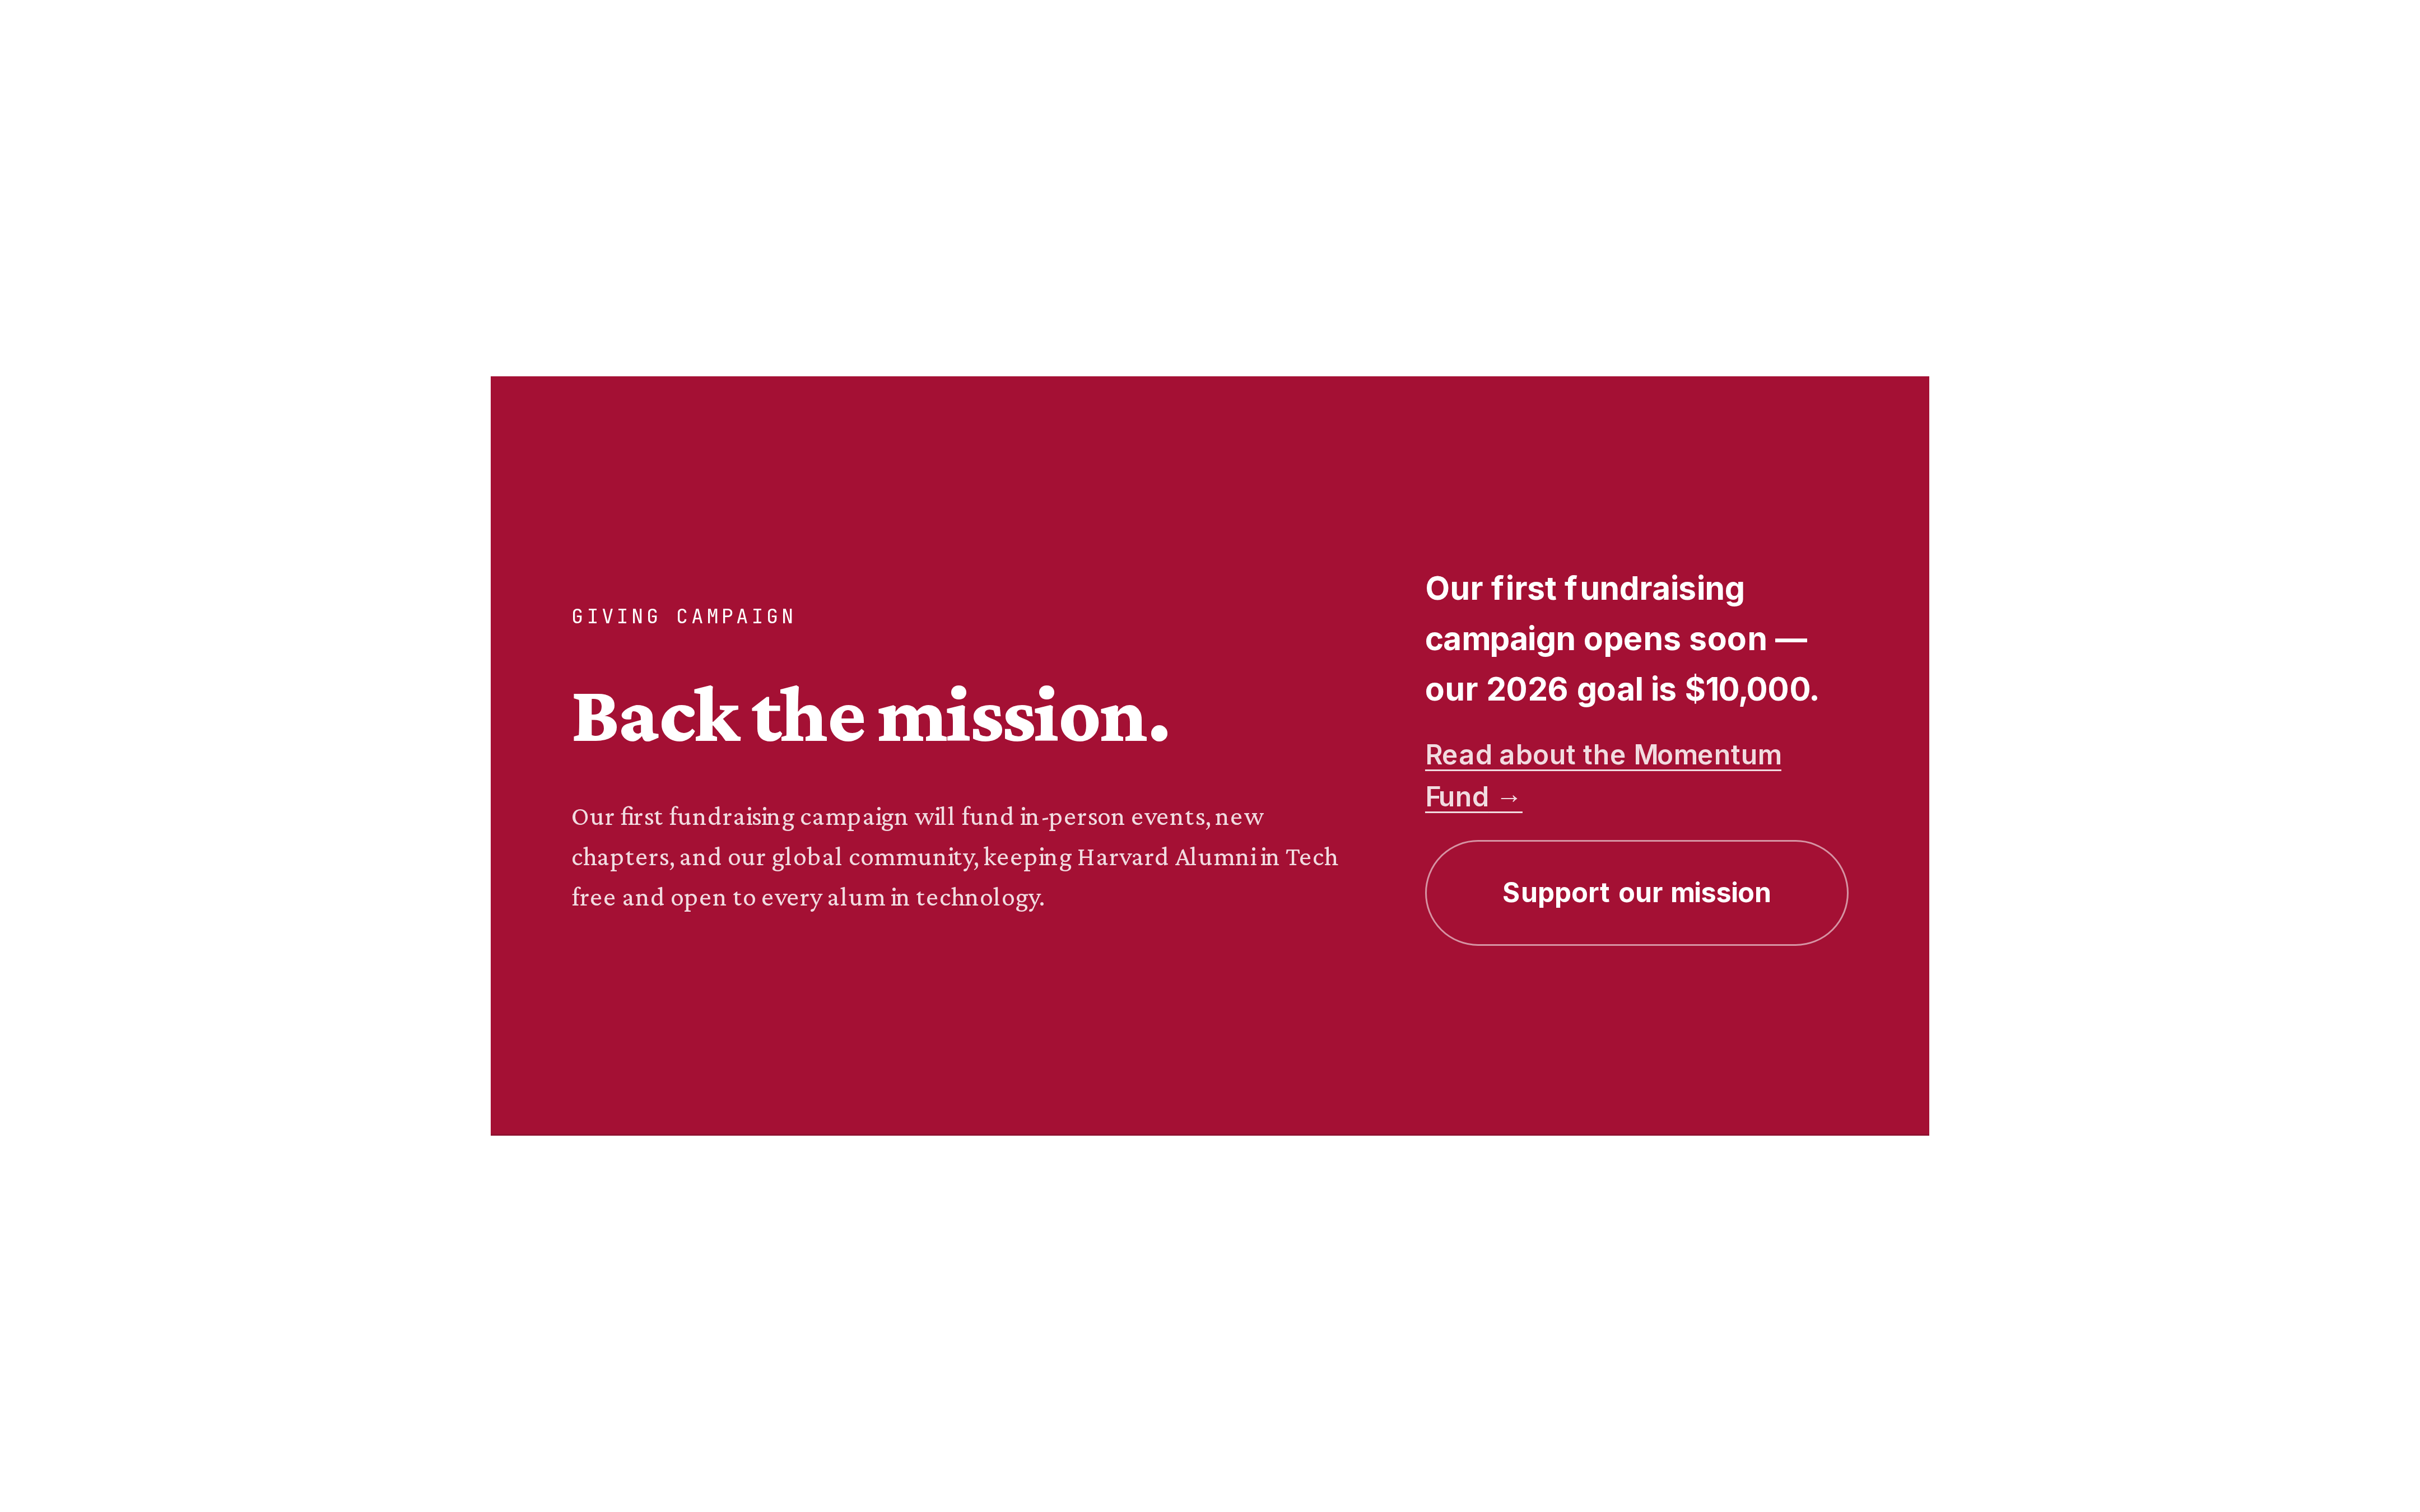 GIVING CAMPAIGN
Back the mission.
Our first fundraising campaign will fund in-person events, new
chapters, and our global community, keeping Harvard Alumni in Tech
free and open to every alum in technology.
Our first fundraising
campaign opens soon —
our 2026 goal is $10,000.
Read about the Momentum
Fund →
Support our mission